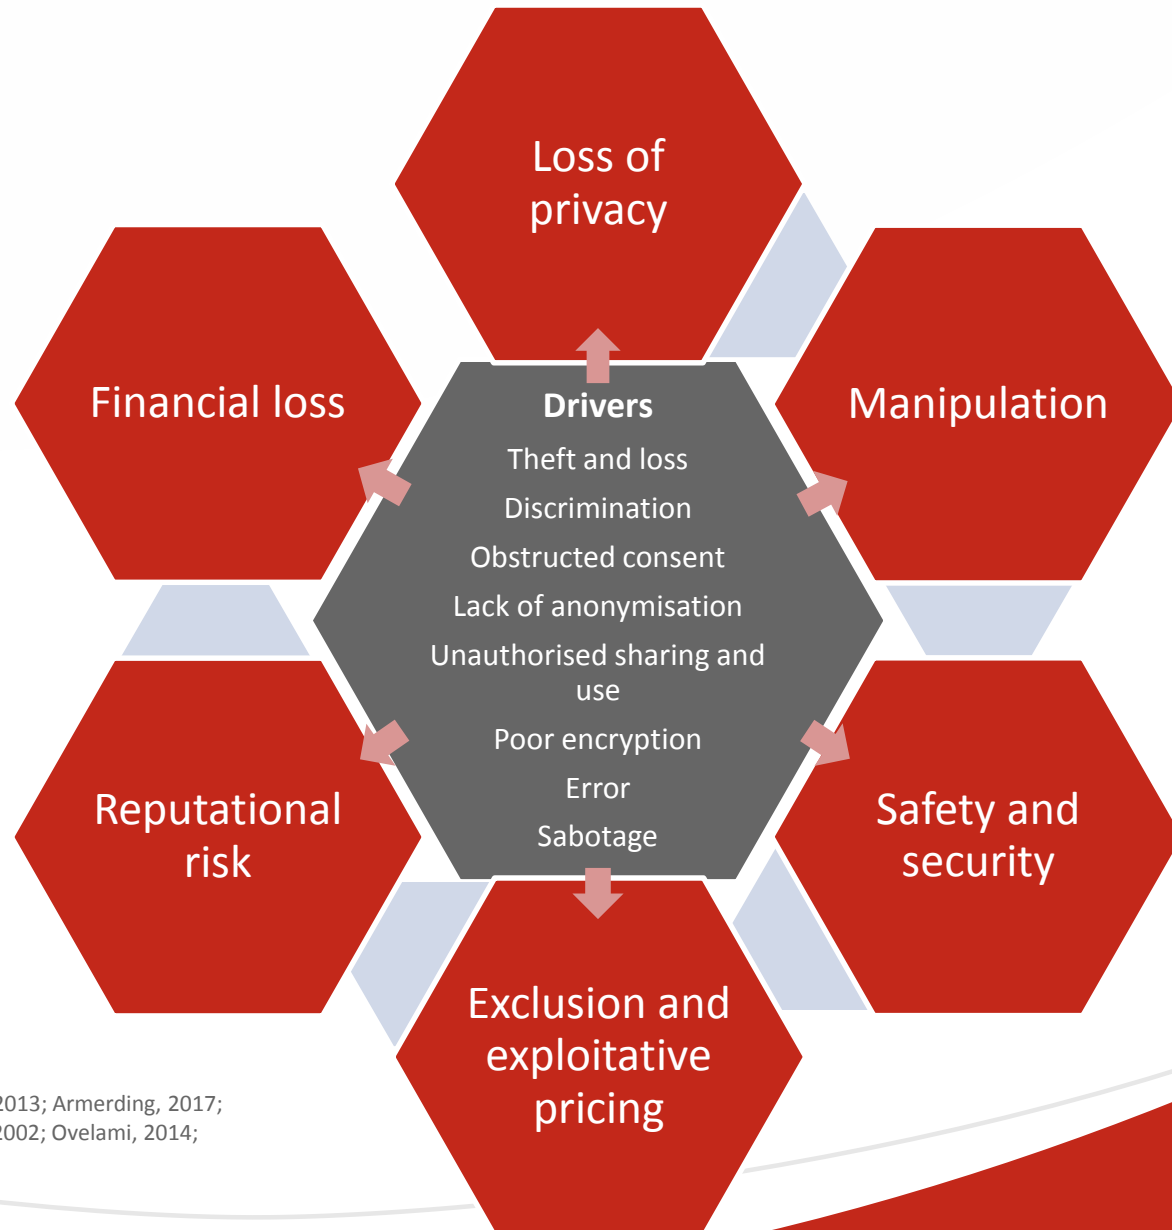 Loss of
privacy
Financial loss
Manipulation
Drivers
Theft and loss
Discrimination
Obstructed consent
Lack of anonymisation
Unauthorised sharing and
use
Poor encryption
Error
Sabotage
Reputational
risk
Safety and
security
Exclusion and
exploitative
pricing
2013; Armerding, 2017;
2002; Ovelami, 2014;